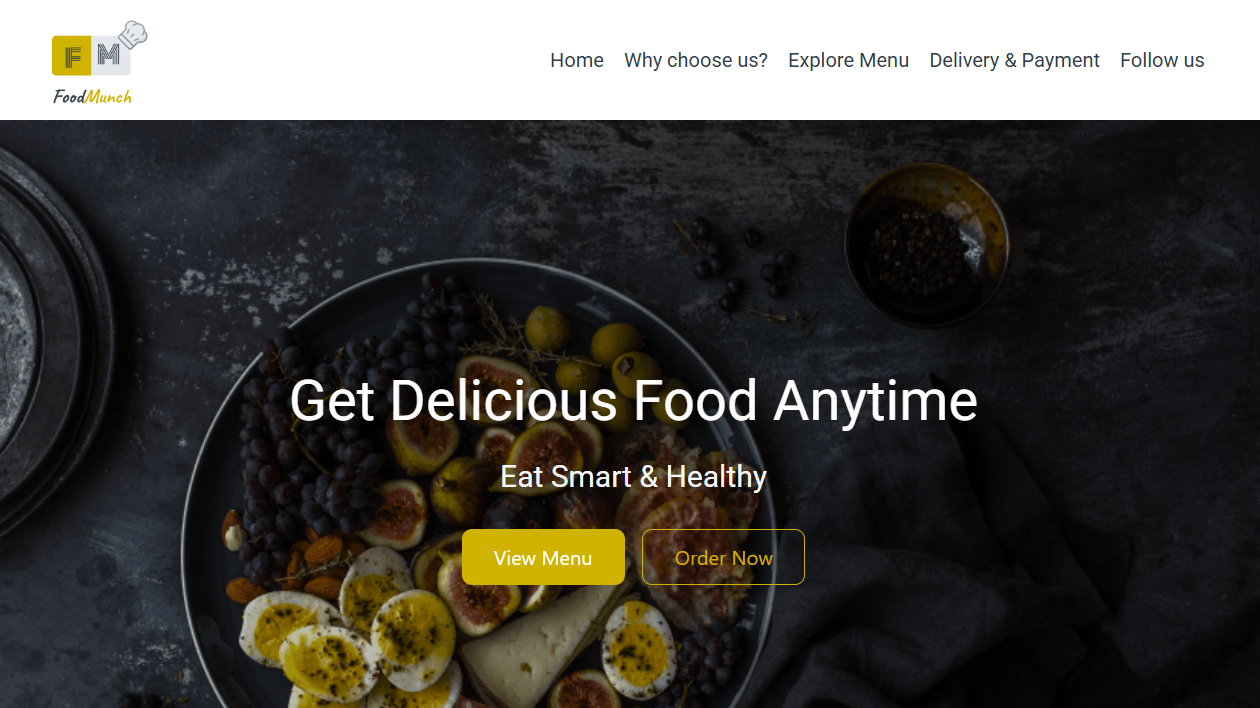 F M
FoodMunch
Home Why choose us? Explore Menu Delivery & Payment Follow us
Get Delicious Food Anytime
Eat Smart & Healthy
View Menu Order Now